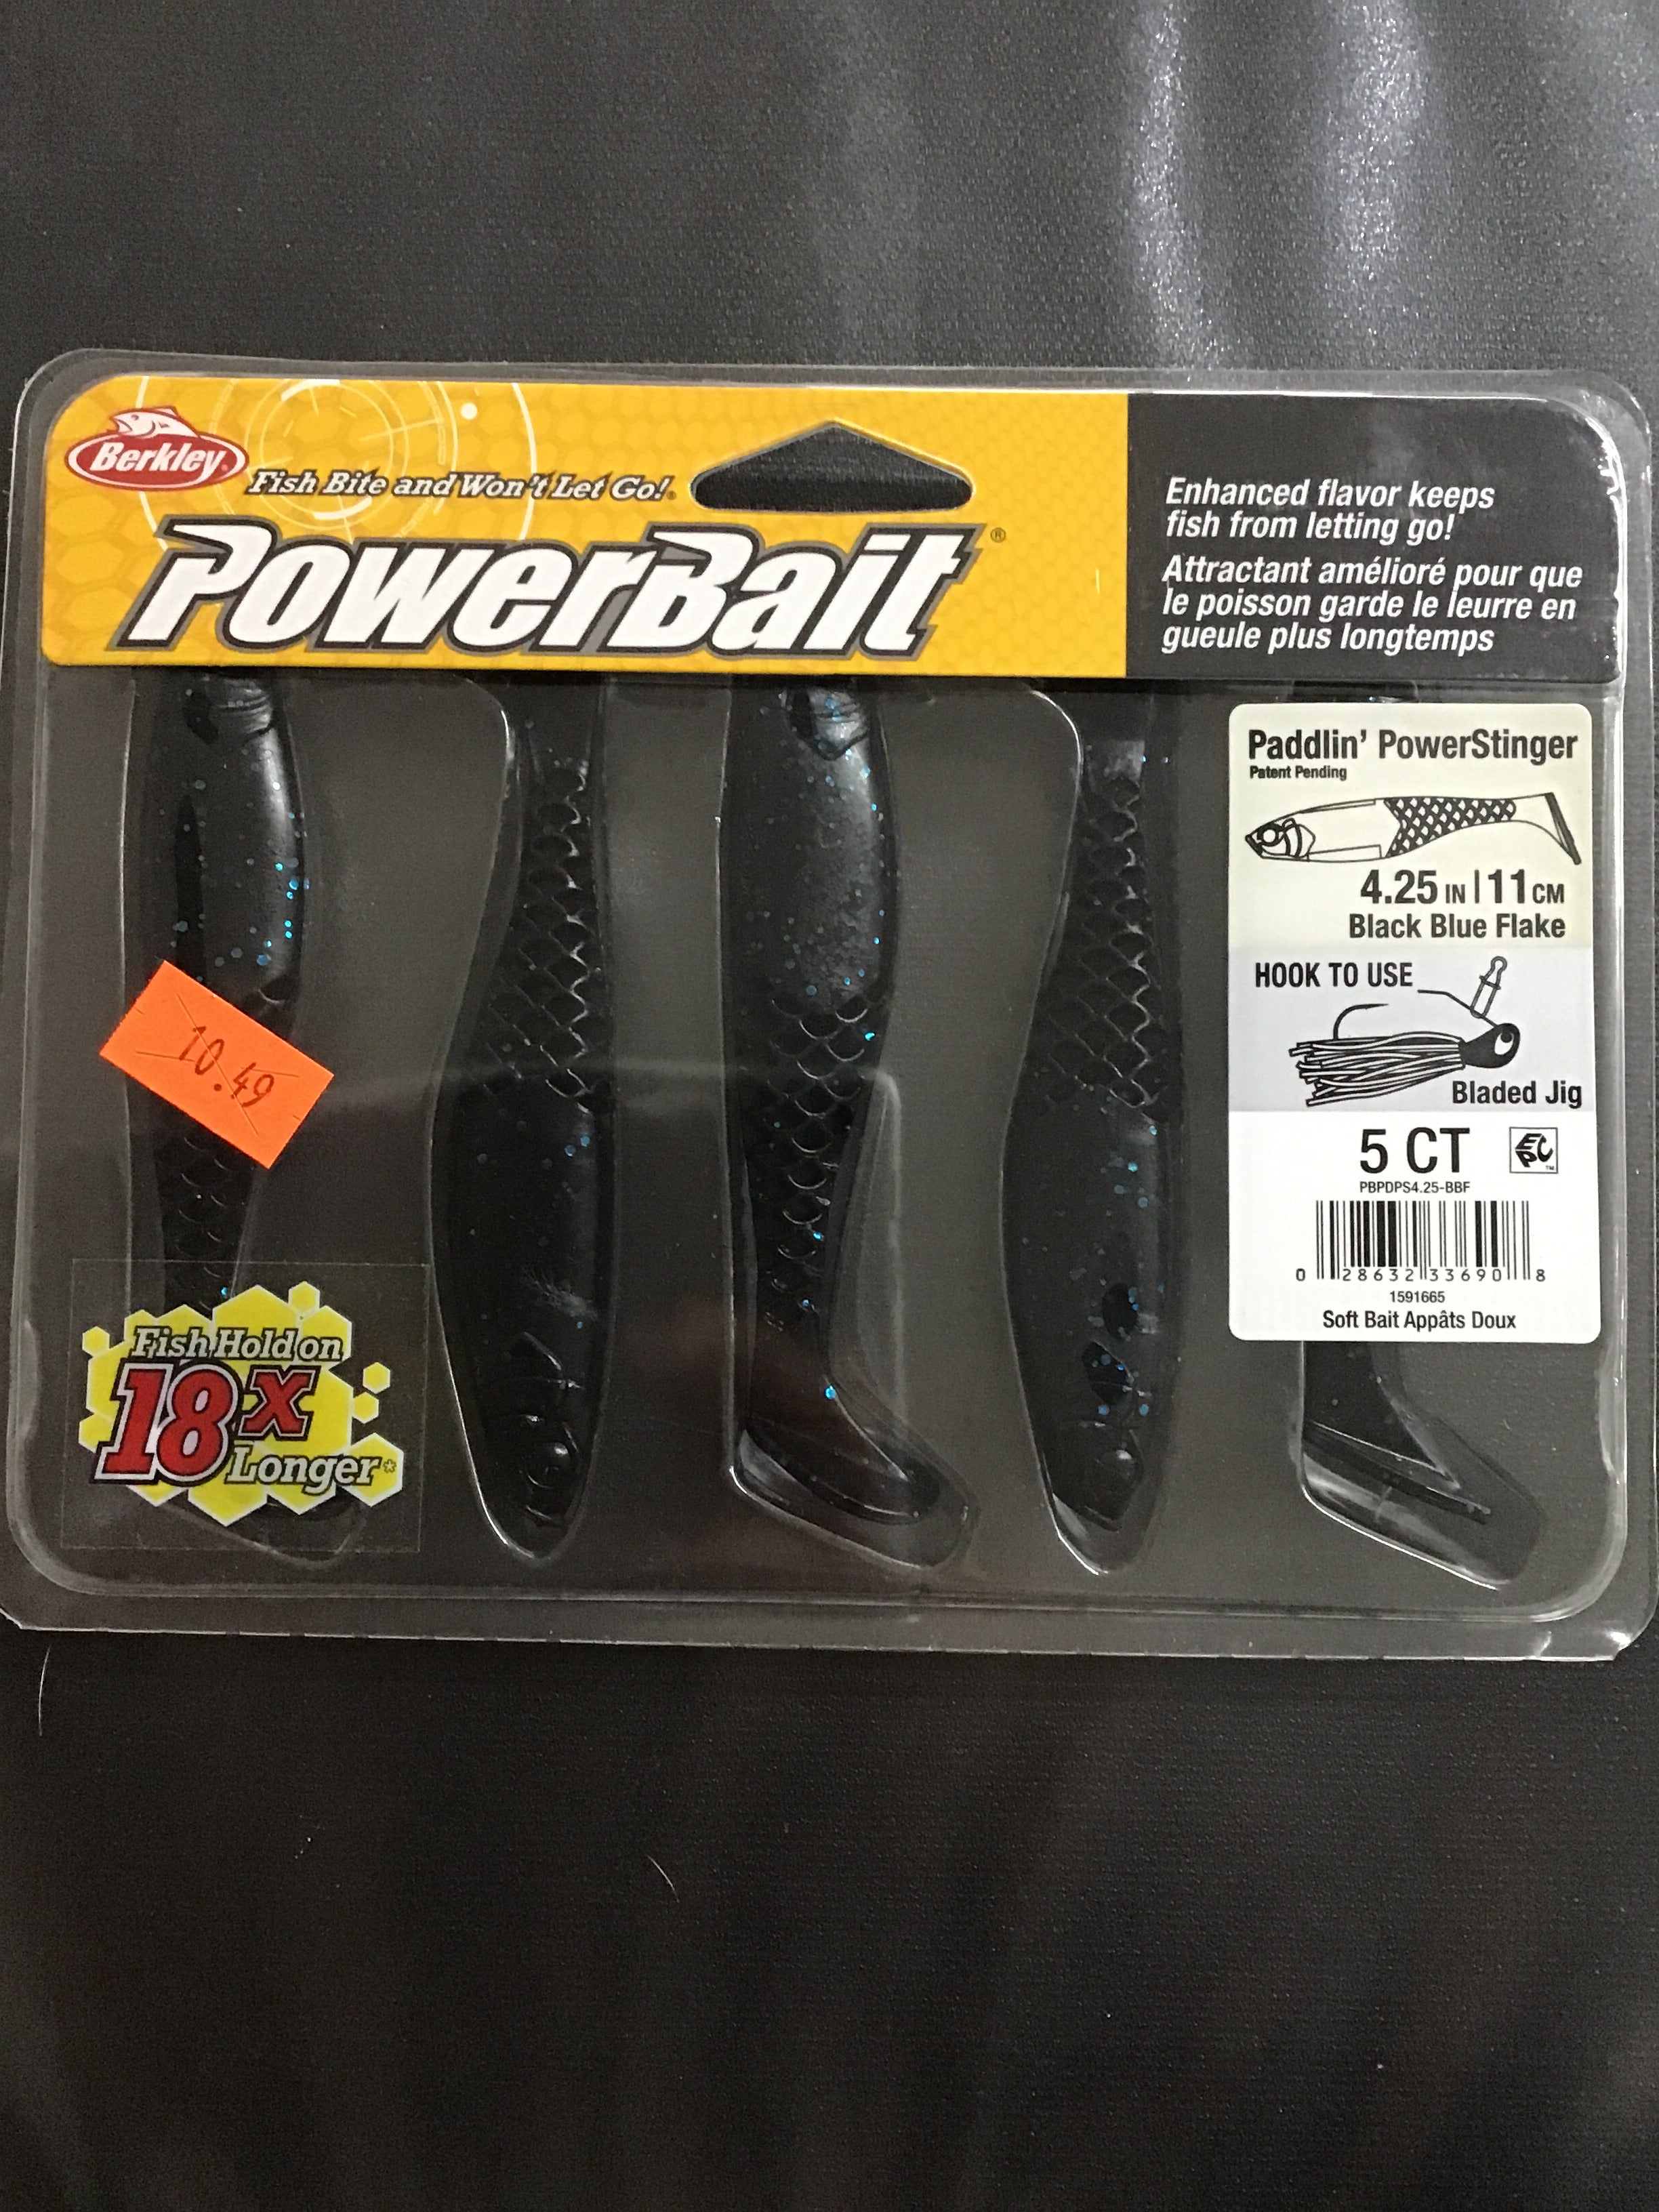 Berkley®
Fish Bite and Won't Let Go!®
PowerBait®
Enhanced flavor keeps
fish from letting go!
Attractant amélioré pour que
le poisson garde le leurre en
gueule plus longtemps
Paddlin' PowerStinger
Patent Pending
4.25 IN | 11 CM
Black Blue Flake
HOOK TO USE
Bladed Jig
5 CT
PBPDPS4.25-BBF
0 28632 33690 8
1591665
Soft Bait Appâts Doux
10.49
Fish Hold on
18x
Longer*